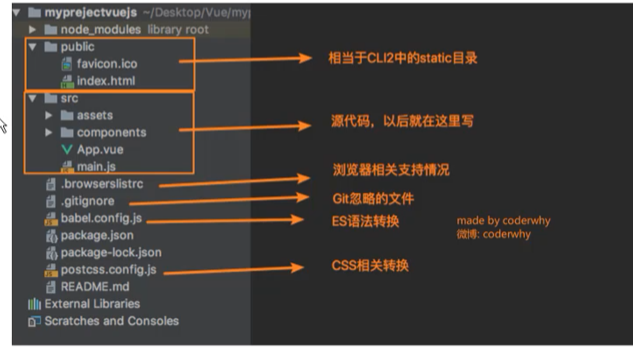 myprejectvuejs ~/Desktop/Vue/myp
node_modules library root
public
favicon.ico
index.html
相当于CLI2中的static目录
src
assets
components
App.vue
main.js
源代码，以后就在这里写
.browserslistrc
浏览器相关支持情况
.gitignore
Git忽略的文件
babel.config.js
ES语法转换
made by coderwhy
微博: coderwhy
package.json
package-lock.json
postcss.config.js
CSS相关转换
README.md
External Libraries
Scratches and Consoles